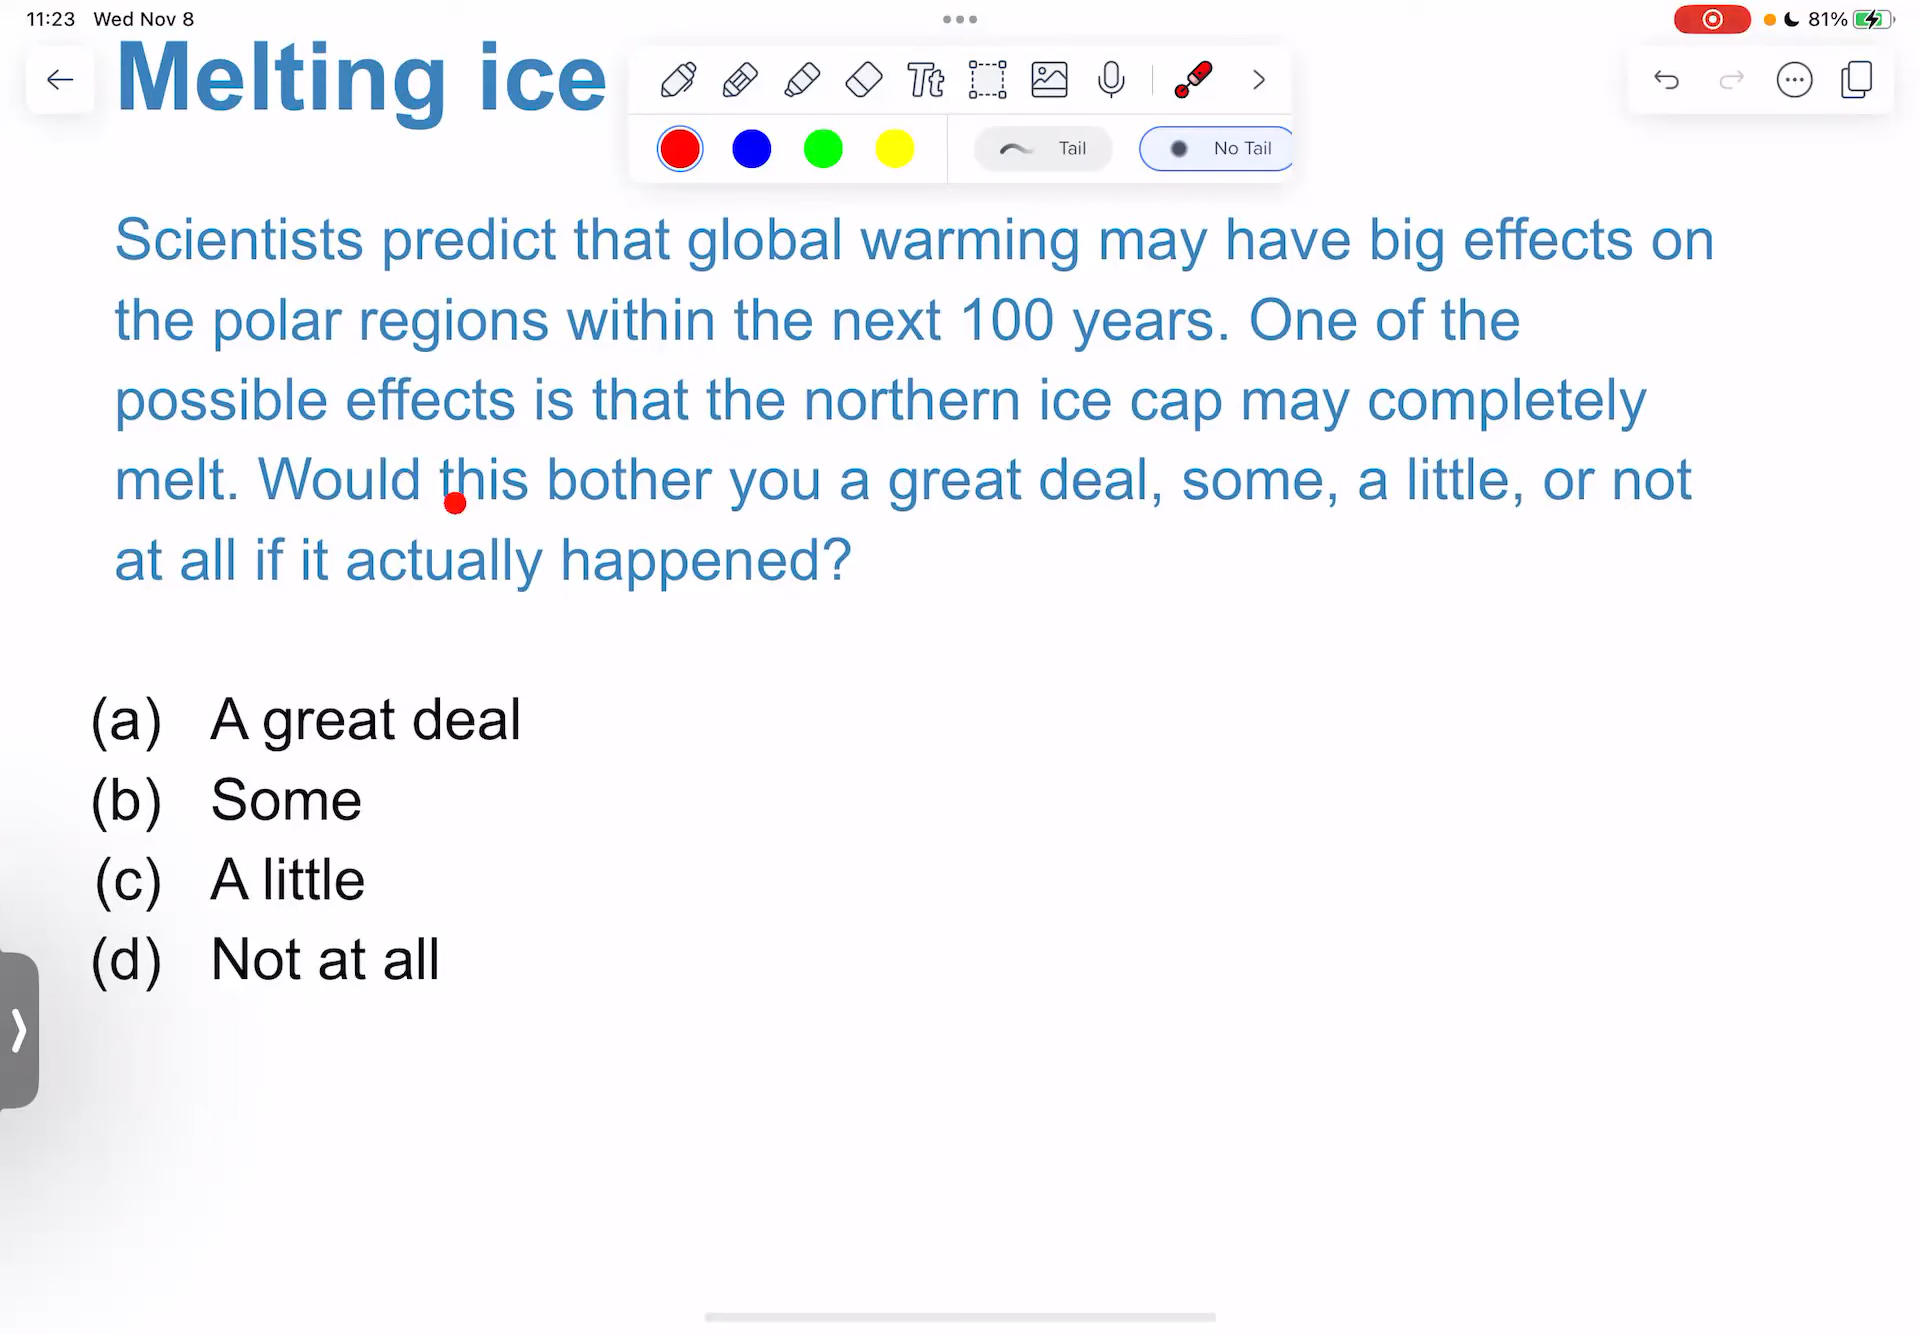 11:23 Wed Nov 8
81%
Melting ice
Tt
Tail
No Tail
Scientists predict that global warming may have big effects on
the polar regions within the next 100 years. One of the
possible effects is that the northern ice cap may completely
melt. Would this bother you a great deal, some, a little, or not
at all if it actually happened?
(a) A great deal
(b) Some
(c) A little
(d) Not at all